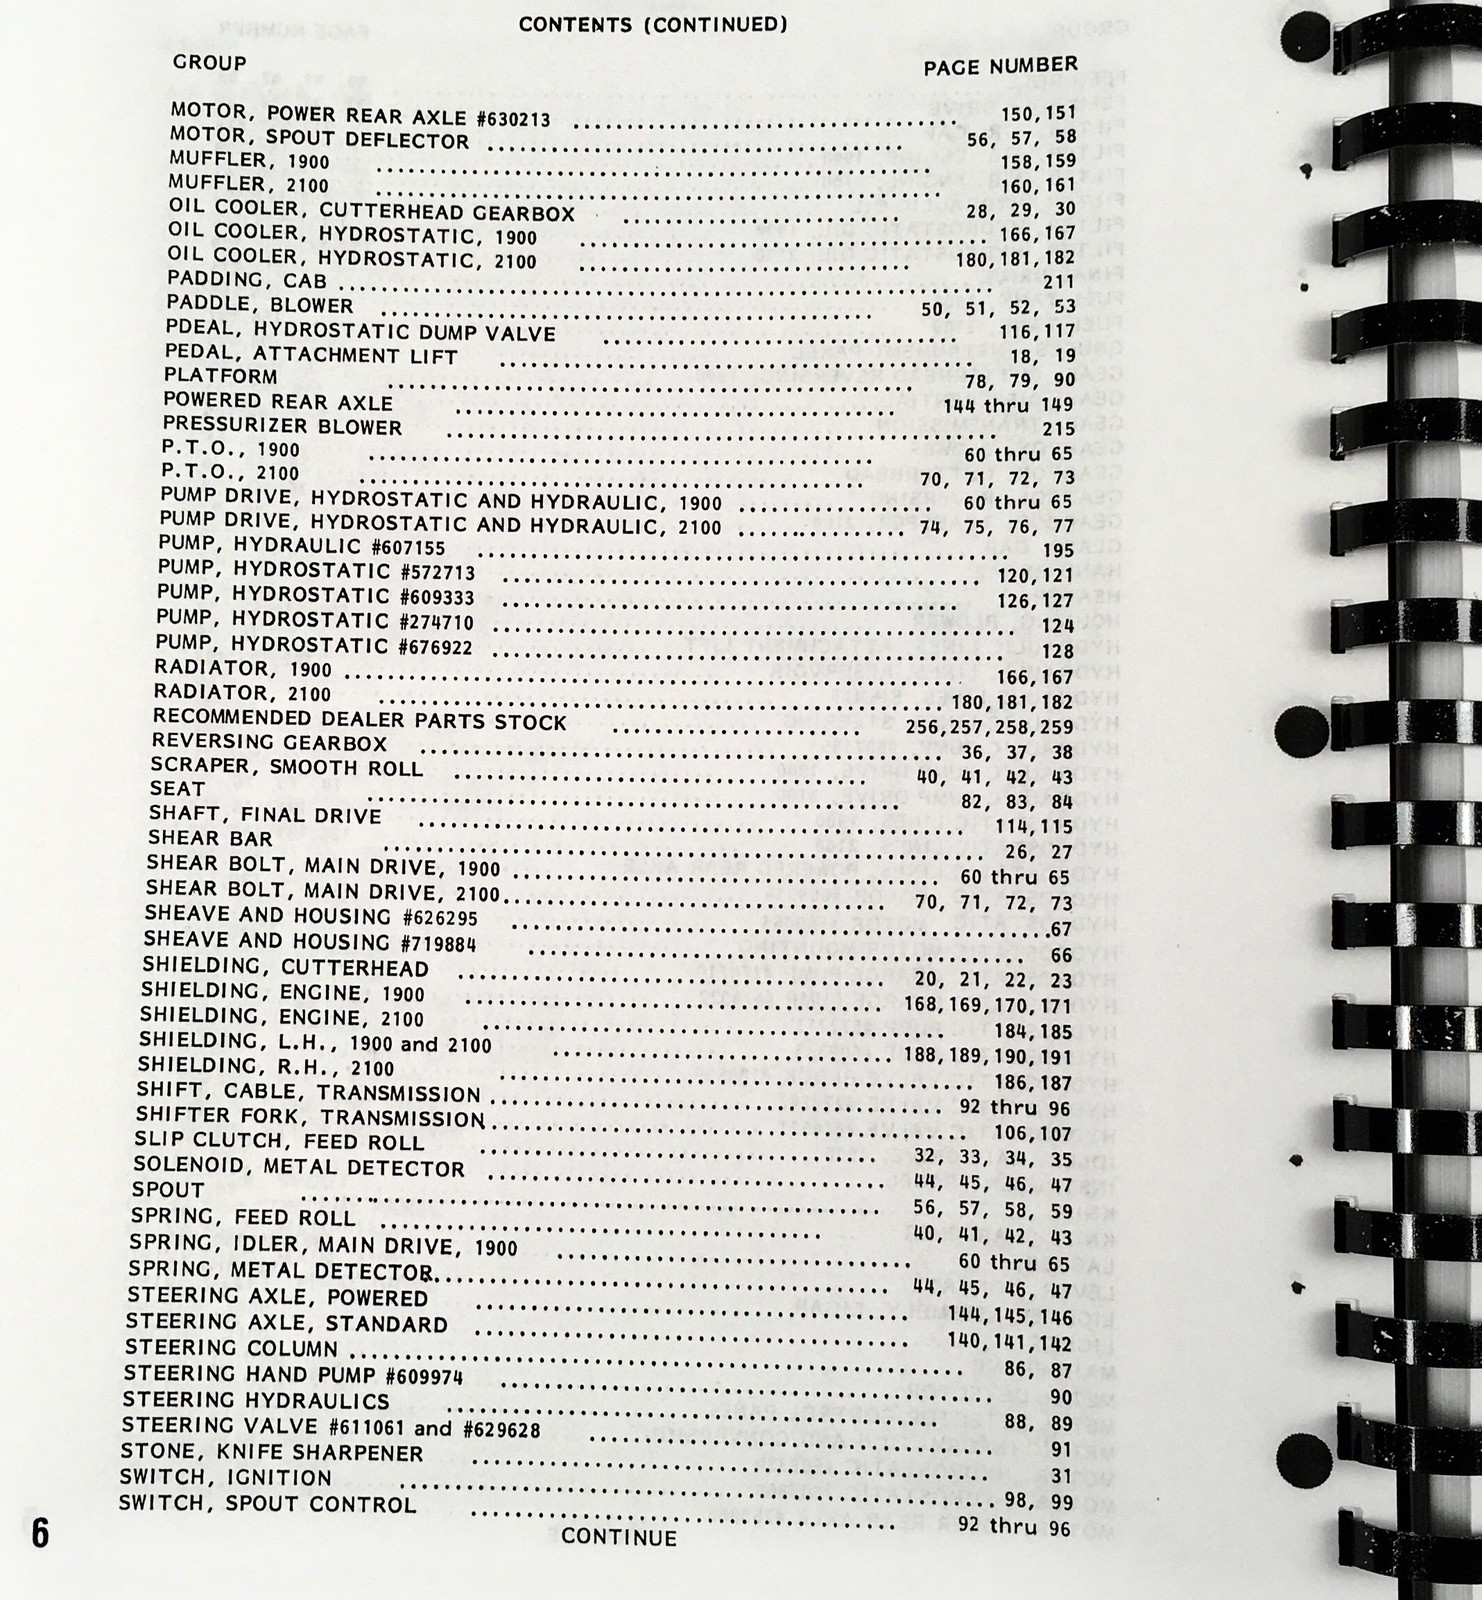 CONTENTS (CONTINUED)
GROUP PAGE NUMBER
MOTOR, POWER REAR AXLE #630213 150,151
MOTOR, SPOUT DEFLECTOR 56, 57, 58
MUFFLER, 1900 158,159
MUFFLER, 2100 160,161
OIL COOLER, CUTTERHEAD GEARBOX 28, 29, 30
OIL COOLER, HYDROSTATIC, 1900 166,167
OIL COOLER, HYDROSTATIC, 2100 180,181,182
PADDING, CAB 211
PADDLE, BLOWER 50, 51, 52, 53
PDEAL, HYDROSTATIC DUMP VALVE 116,117
PEDAL, ATTACHMENT LIFT 18, 19
PLATFORM 78, 79, 90
POWERED REAR AXLE 144 thru 149
PRESSURIZER BLOWER 215
P.T.O., 1900 60 thru 65
P.T.O., 2100 70, 71, 72, 73
PUMP DRIVE, HYDROSTATIC AND HYDRAULIC, 1900 60 thru 65
PUMP DRIVE, HYDROSTATIC AND HYDRAULIC, 2100 74, 75, 76, 77
PUMP, HYDRAULIC #607155 195
PUMP, HYDROSTATIC #572713 120,121
PUMP, HYDROSTATIC #609333 126,127
PUMP, HYDROSTATIC #274710 124
PUMP, HYDROSTATIC #676922 128
RADIATOR, 1900 166,167
RADIATOR, 2100 180,181,182
RECOMMENDED DEALER PARTS STOCK 256,257,258,259
REVERSING GEARBOX 36, 37, 38
SCRAPER, SMOOTH ROLL 40, 41, 42, 43
SEAT 82, 83, 84
SHAFT, FINAL DRIVE 114,115
SHEAR BAR 26, 27
SHEAR BOLT, MAIN DRIVE, 1900 60 thru 65
SHEAR BOLT, MAIN DRIVE, 2100 70, 71, 72, 73
SHEAVE AND HOUSING #626295 67
SHEAVE AND HOUSING #719884 66
SHIELDING, CUTTERHEAD 20, 21, 22, 23
SHIELDING, ENGINE, 1900 168,169,170,171
SHIELDING, ENGINE, 2100 184,185
SHIELDING, L.H., 1900 and 2100 188,189,190,191
SHIELDING, R.H., 2100 186,187
SHIFT, CABLE, TRANSMISSION 92 thru 96
SHIFTER FORK, TRANSMISSION 106,107
SLIP CLUTCH, FEED ROLL 32, 33, 34, 35
SOLENOID, METAL DETECTOR 44, 45, 46, 47
SPOUT 56, 57, 58, 59
SPRING, FEED ROLL 40, 41, 42, 43
SPRING, IDLER, MAIN DRIVE, 1900 60 thru 65
SPRING, METAL DETECTOR 44, 45, 46, 47
STEERING AXLE, POWERED 144,145,146
STEERING AXLE, STANDARD 140,141,142
STEERING COLUMN 86, 87
STEERING HAND PUMP #609974 90
STEERING HYDRAULICS 88, 89
STEERING VALVE #611061 and #629628 91
STONE, KNIFE SHARPENER 31
SWITCH, IGNITION 98, 99
SWITCH, SPOUT CONTROL 92 thru 96
CONTINUE
6